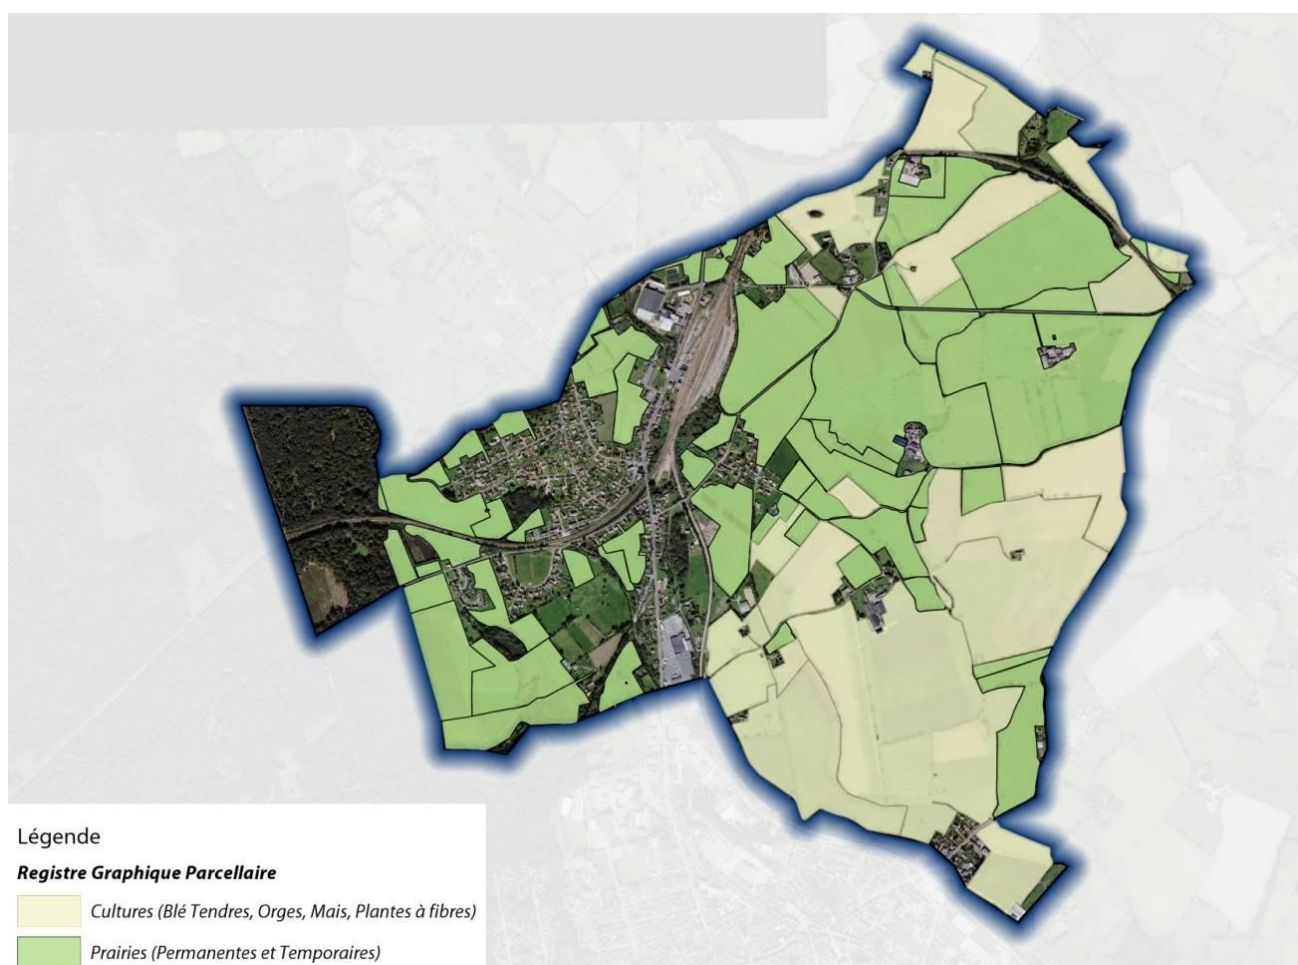 Légende
Registre Graphique Parcellaire
Cultures (Blé Tendres, Orges, Mais, Plantes à fibres)
Prairies (Permanentes et Temporaires)